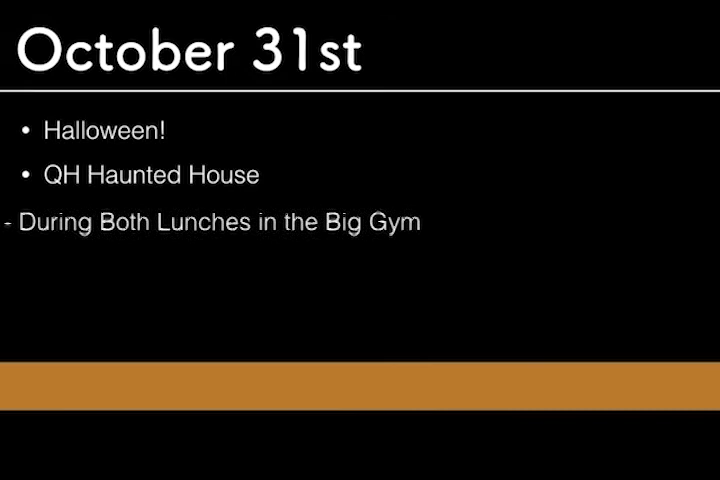 October 31st
• Halloween!
• QH Haunted House
- During Both Lunches in the Big Gym